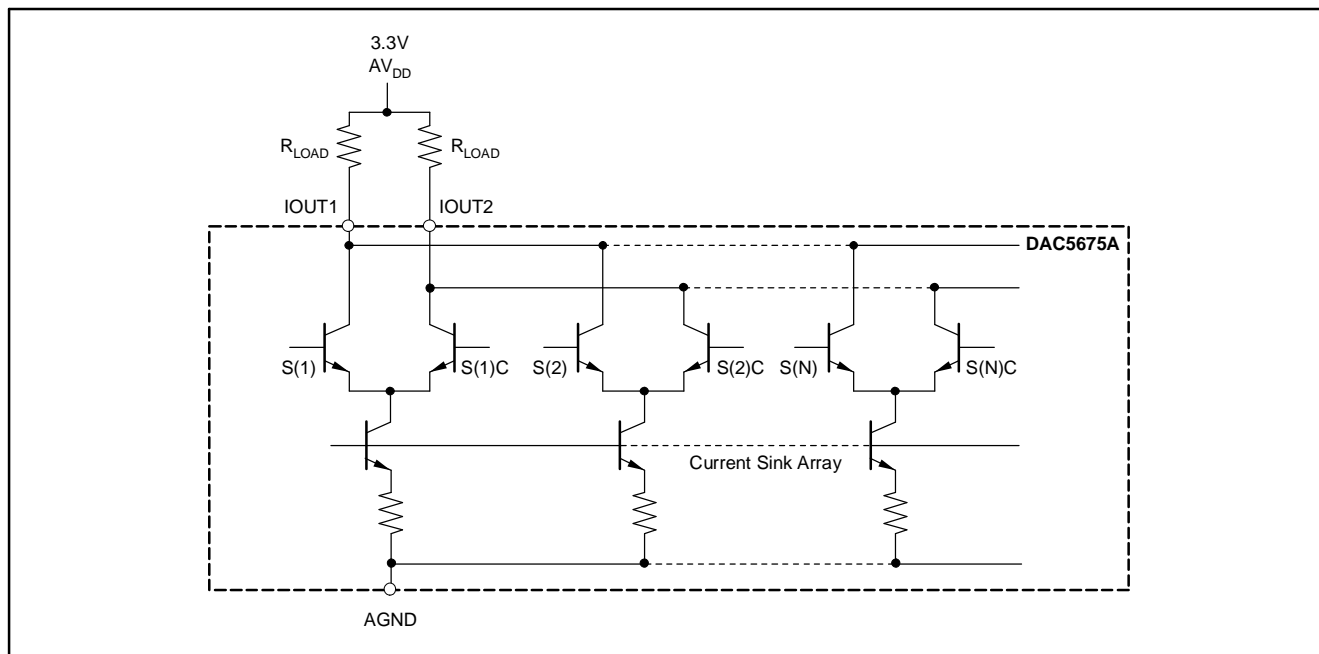 3.3V
AV_DD
R_LOAD
R_LOAD
IOUT1
IOUT2
DAC5675A
S(1)
S(1)C
S(2)
S(2)C
S(N)
S(N)C
Current Sink Array
AGND